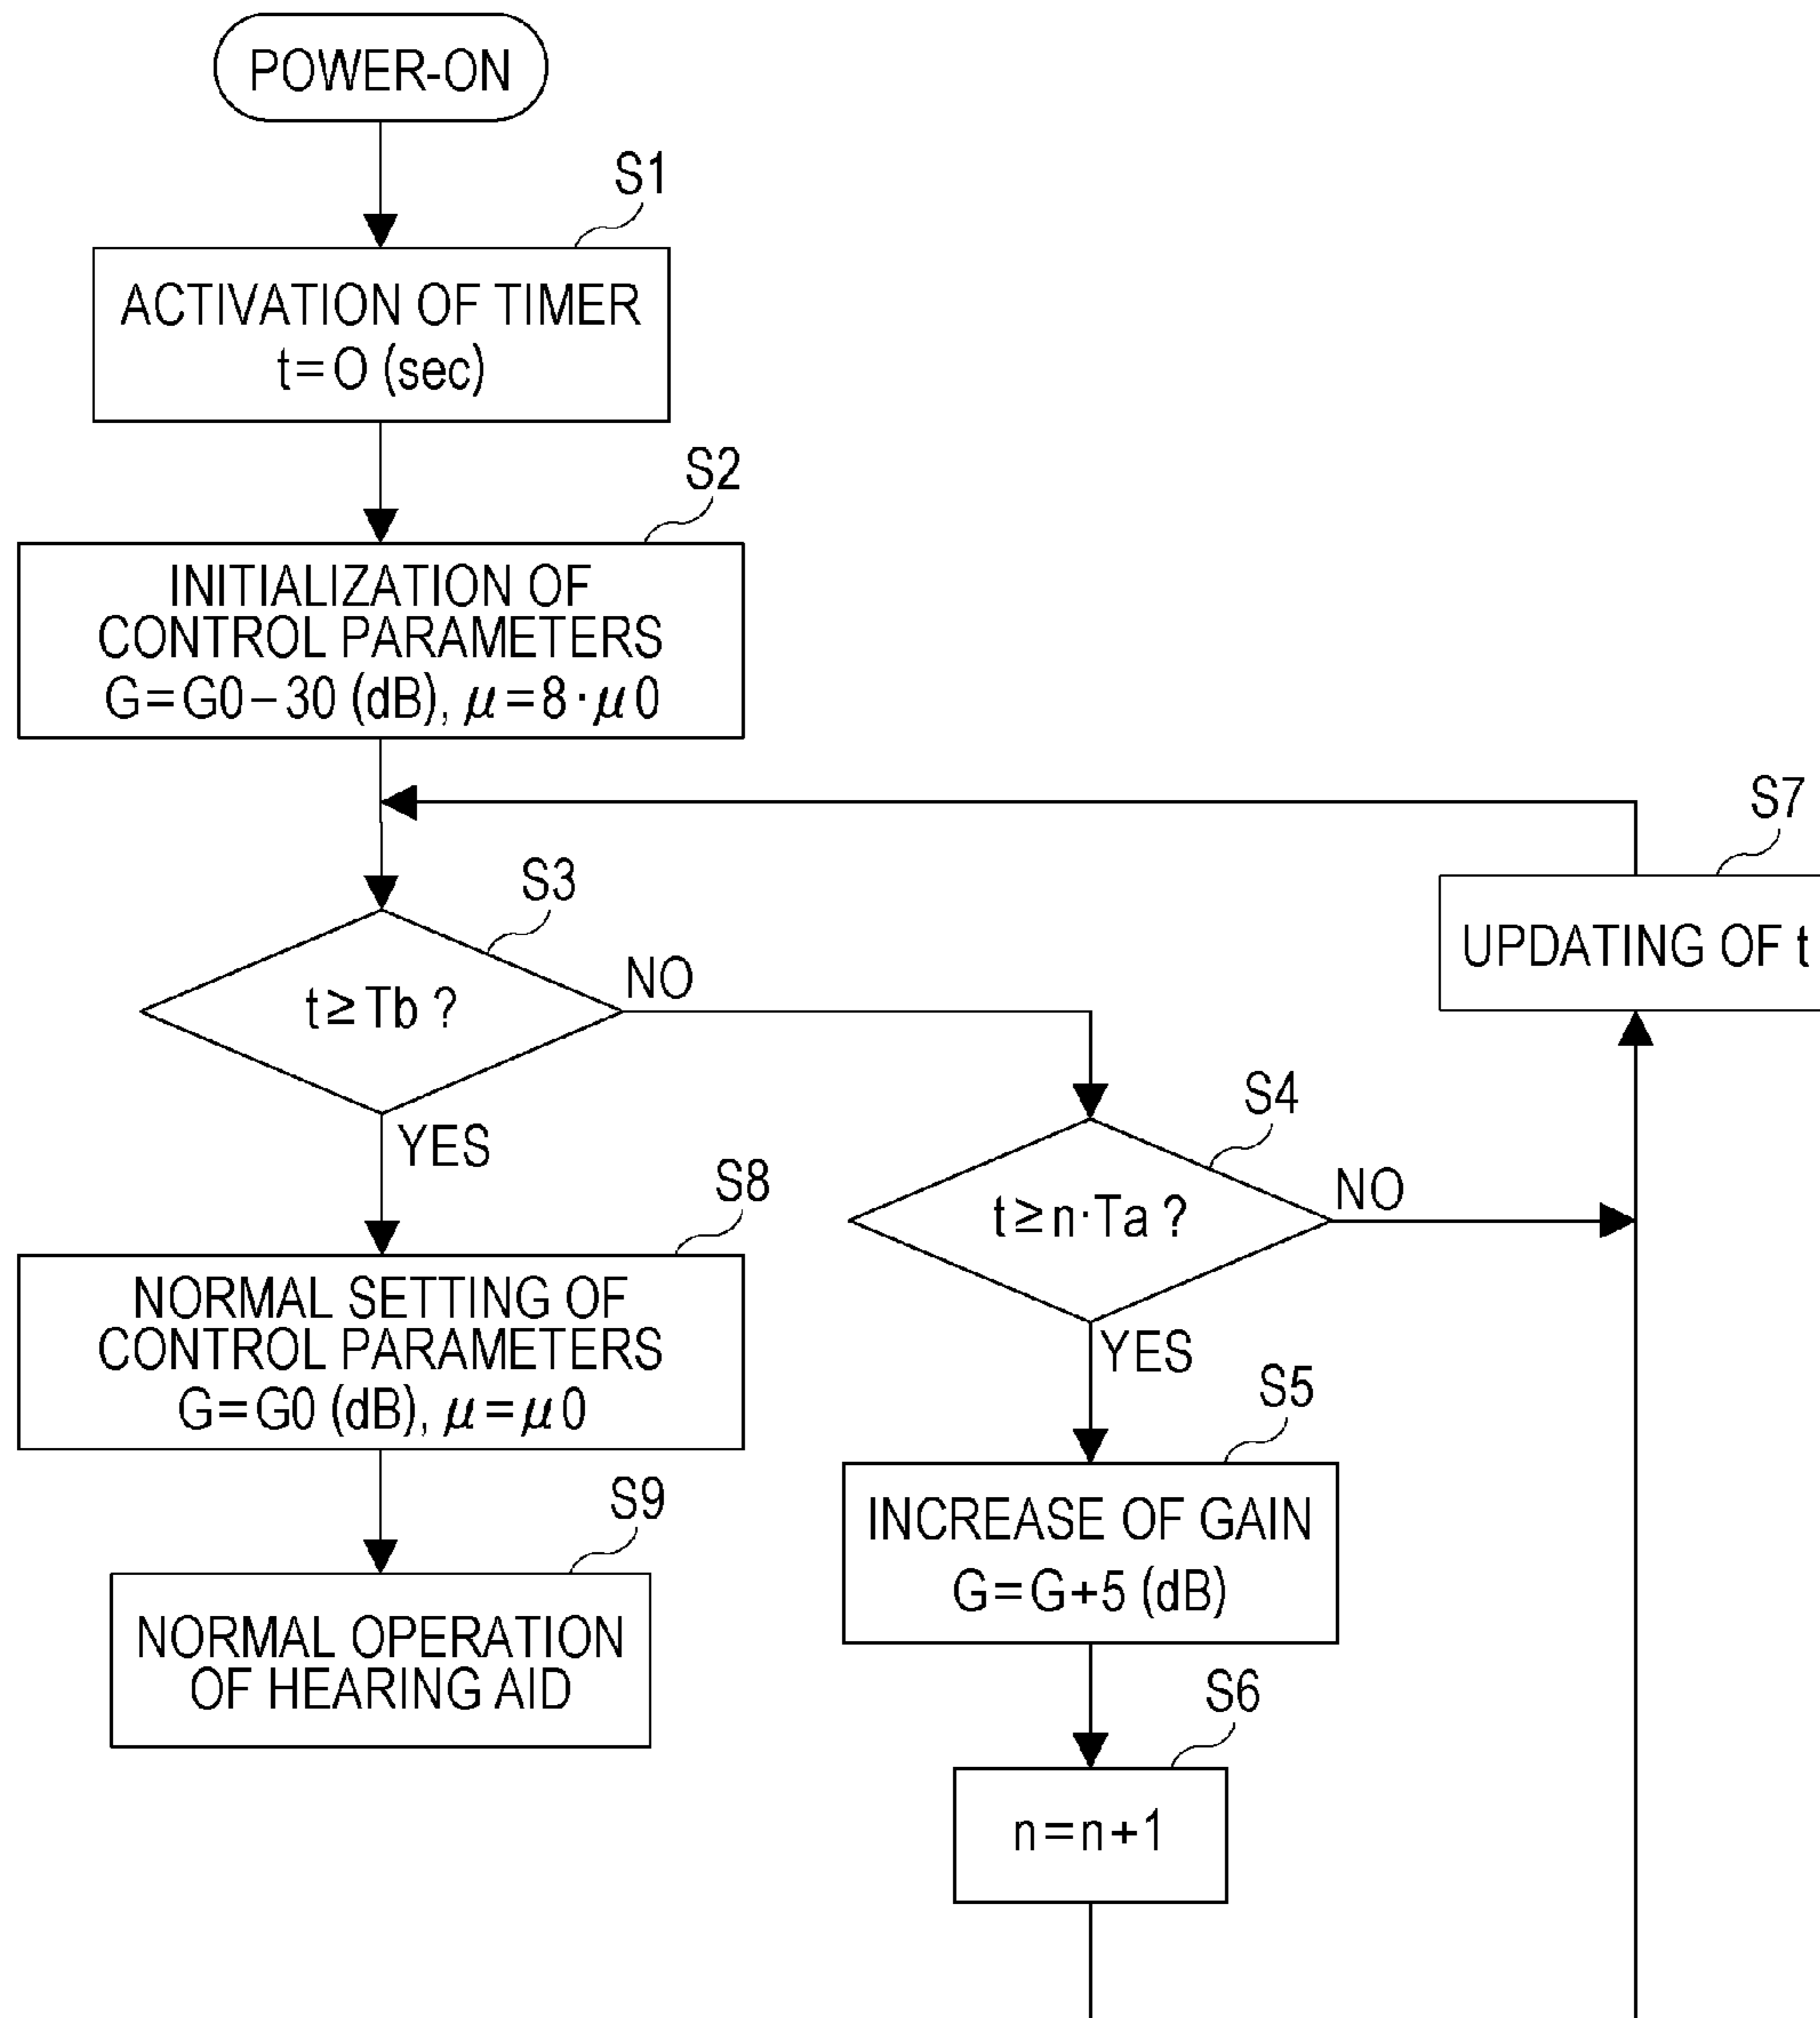 POWER-ON
S1
ACTIVATION OF TIMER
t=O (sec)
S2
INITIALIZATION OF
CONTROL PARAMETERS
G=G0−30 (dB), μ=8·μ0
S7
UPDATING OF t
S3
t≥Tb ?
NO
YES
S4
t≥n·Ta ?
NO
YES
S8
NORMAL SETTING OF
CONTROL PARAMETERS
G=G0 (dB), μ=μ0
S5
INCREASE OF GAIN
G=G+5 (dB)
S9
NORMAL OPERATION
OF HEARING AID
S6
n=n+1